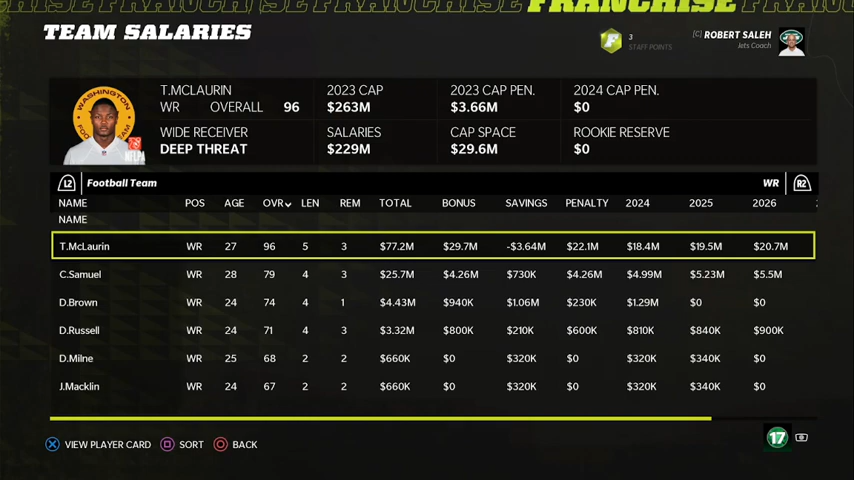 FRANCHISE FRANCHISE FRANCHISE FRAN
TEAM SALARIES
3
STAFF POINTS
[C] ROBERT SALEH
Jets Coach
WASHINGTON
T.MCLAURIN
WR OVERALL 96
WIDE RECEIVER
DEEP THREAT
2023 CAP
$263M
SALARIES
$229M
2023 CAP PEN.
$3.66M
CAP SPACE
$29.6M
2024 CAP PEN.
$0
ROOKIE RESERVE
$0
L2 Football Team WR R2
NAME POS AGE OVR LEN REM TOTAL BONUS SAVINGS PENALTY 2024 2025 2026
NAME
T.McLaurin WR 27 96 5 3 $77.2M $29.7M -$3.64M $22.1M $18.4M $19.5M $20.7M
C.Samuel WR 28 79 4 3 $25.7M $4.26M $730K $4.26M $4.99M $5.23M $5.5M
D.Brown WR 24 74 4 1 $4.43M $940K $1.06M $230K $1.29M $0 $0
D.Russell WR 24 71 4 3 $3.32M $800K $210K $600K $810K $840K $900K
D.Milne WR 25 68 2 2 $660K $0 $320K $0 $320K $340K $0
J.Macklin WR 24 67 2 2 $660K $0 $320K $0 $320K $340K $0
VIEW PLAYER CARD SORT BACK
17